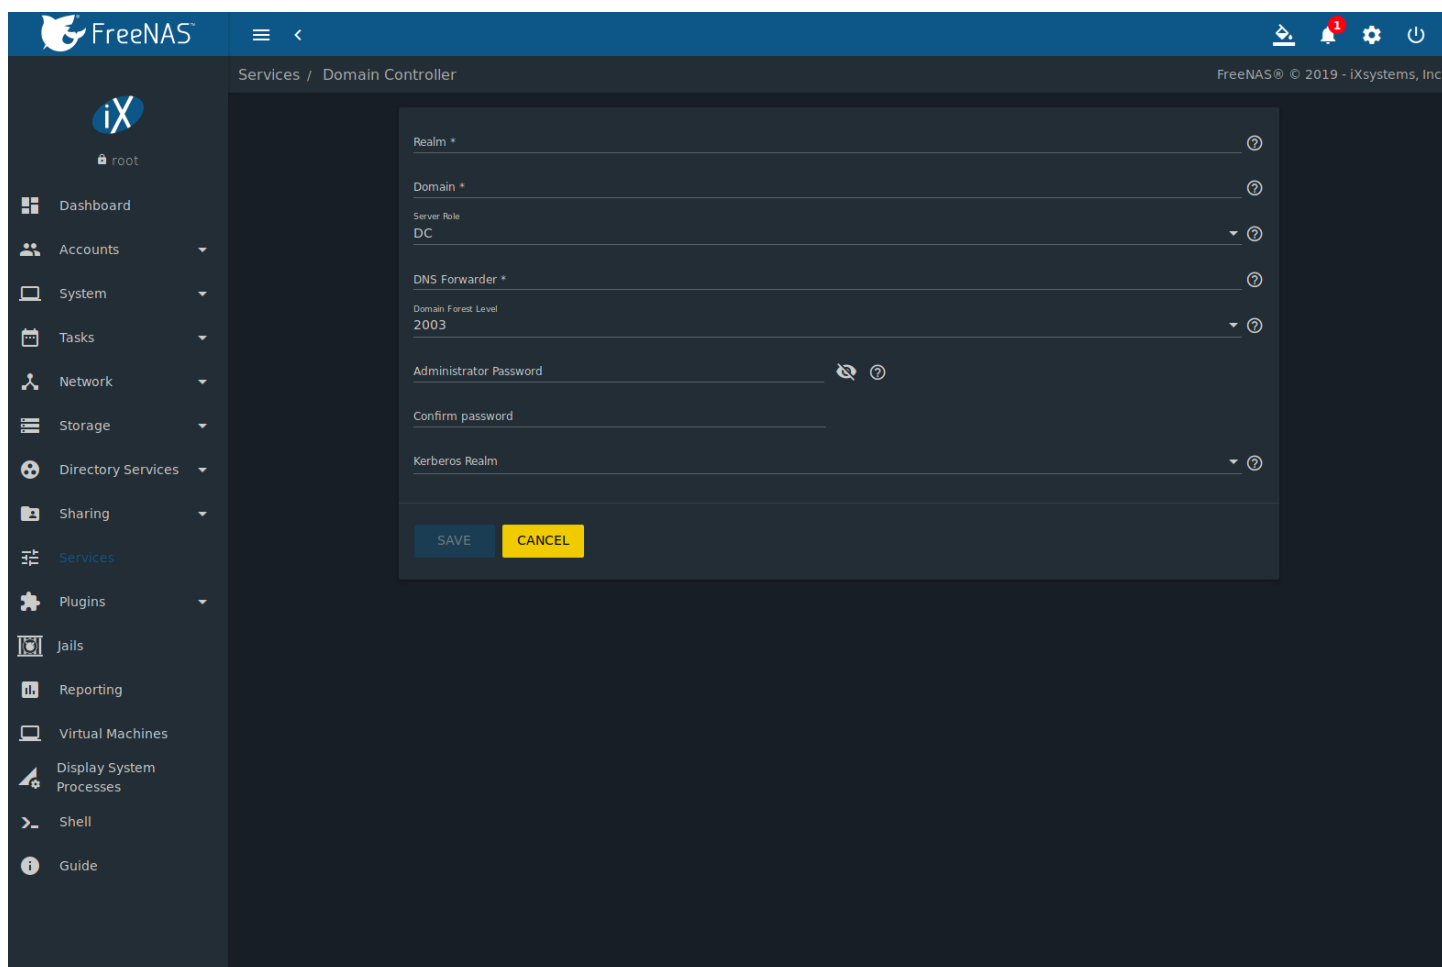 FreeNAS
1
Services / Domain Controller
FreeNAS® © 2019 - iXsystems, Inc
iX
root
Dashboard
Accounts
System
Tasks
Network
Storage
Directory Services
Sharing
Services
Plugins
Jails
Reporting
Virtual Machines
Display System
Processes
Shell
Guide
Realm *
Domain *
Server Role
DC
DNS Forwarder *
Domain Forest Level
2003
Administrator Password
Confirm password
Kerberos Realm
SAVE CANCEL